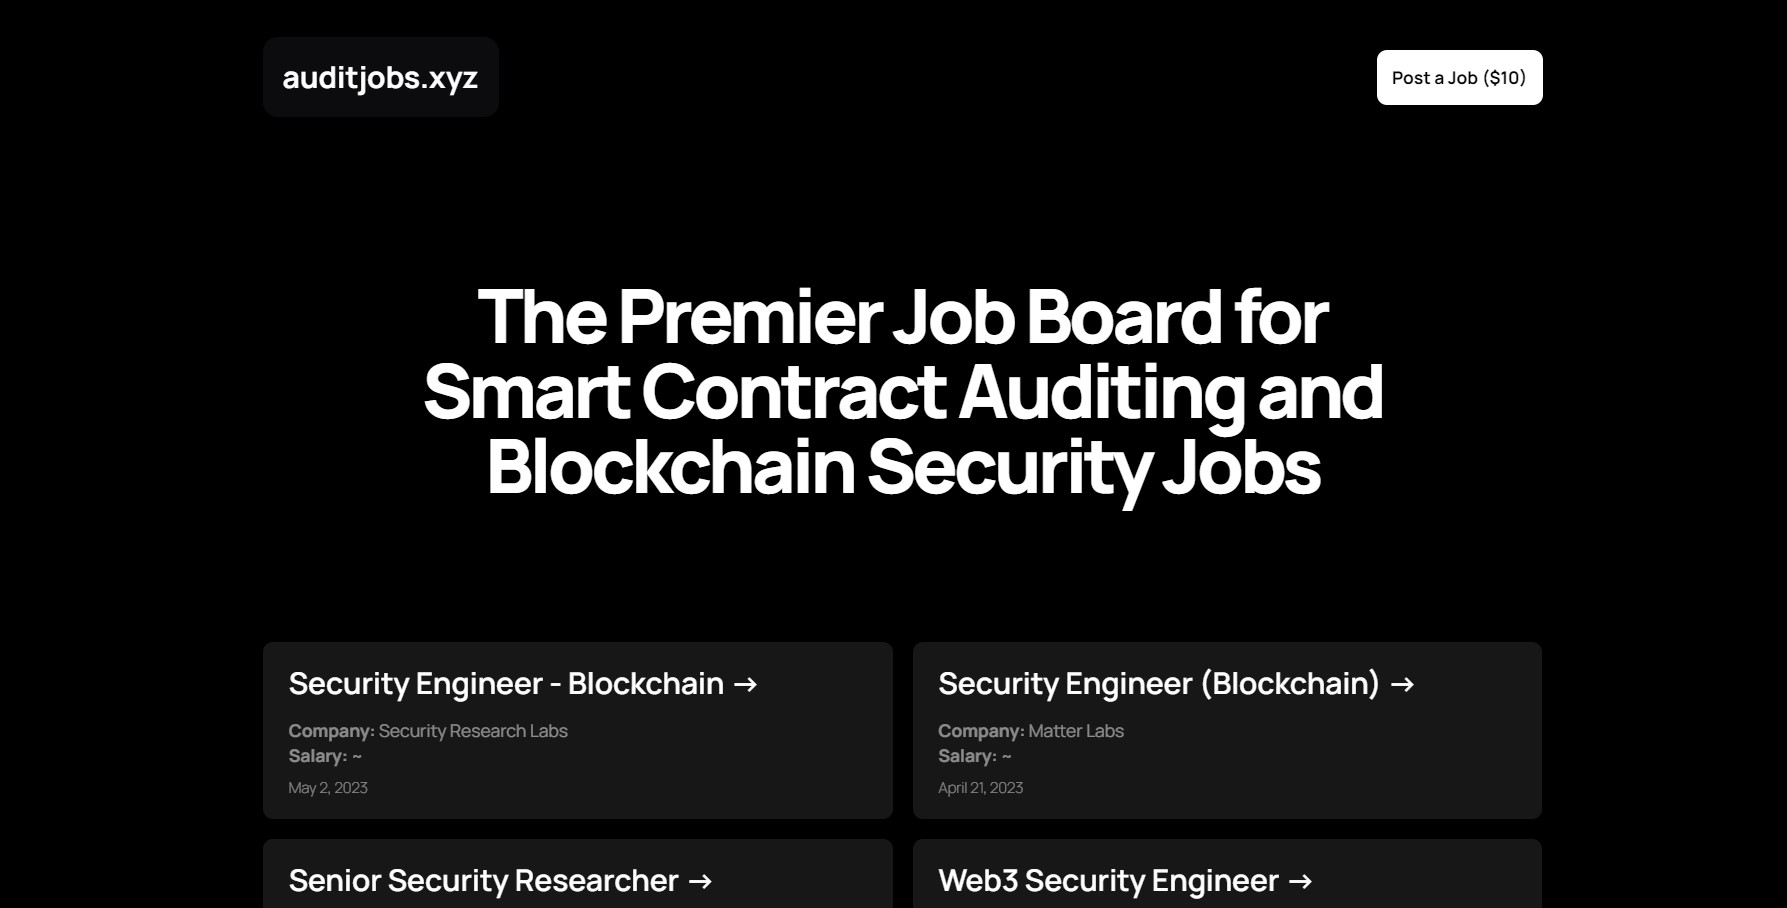 auditjobs.xyz
Post a Job ($10)
The Premier Job Board for
Smart Contract Auditing and
Blockchain Security Jobs
Security Engineer - Blockchain →
Company: Security Research Labs
Salary: ~
May 2, 2023
Security Engineer (Blockchain) →
Company: Matter Labs
Salary: ~
April 21, 2023
Senior Security Researcher →
Web3 Security Engineer →